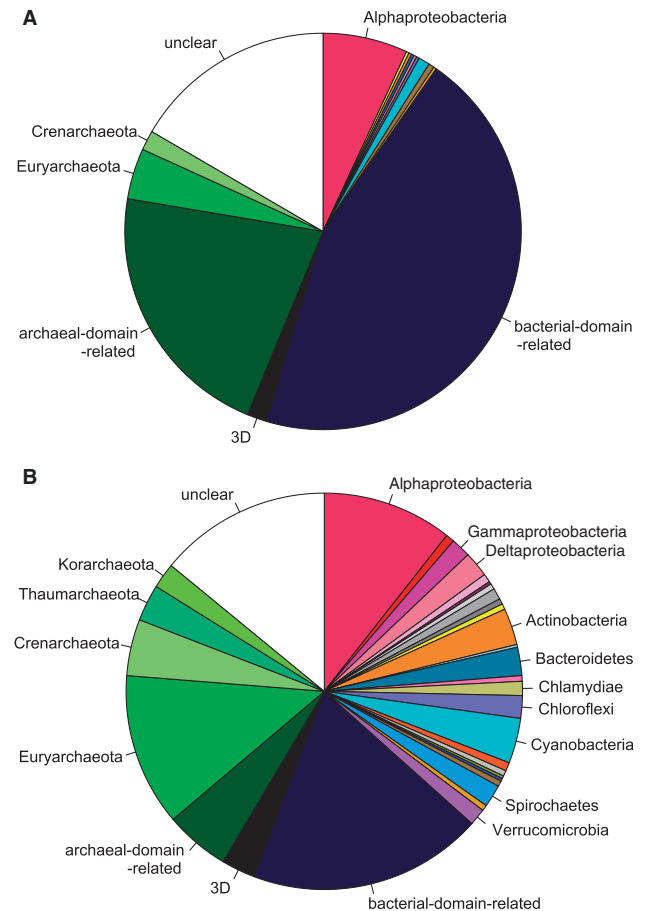 A
Alphaproteobacteria
unclear
Crenarchaeota
Euryarchaeota
archaeal-domain
-related
bacterial-domain
-related
3D
B
Alphaproteobacteria
unclear
Gammaproteobacteria
Deltaproteobacteria
Korarchaeota
Thaumarchaeota
Actinobacteria
Crenarchaeota
Bacteroidetes
Chlamydiae
Chloroflexi
Cyanobacteria
Euryarchaeota
Spirochaetes
Verrucomicrobia
archaeal-domain
-related
3D
bacterial-domain-related